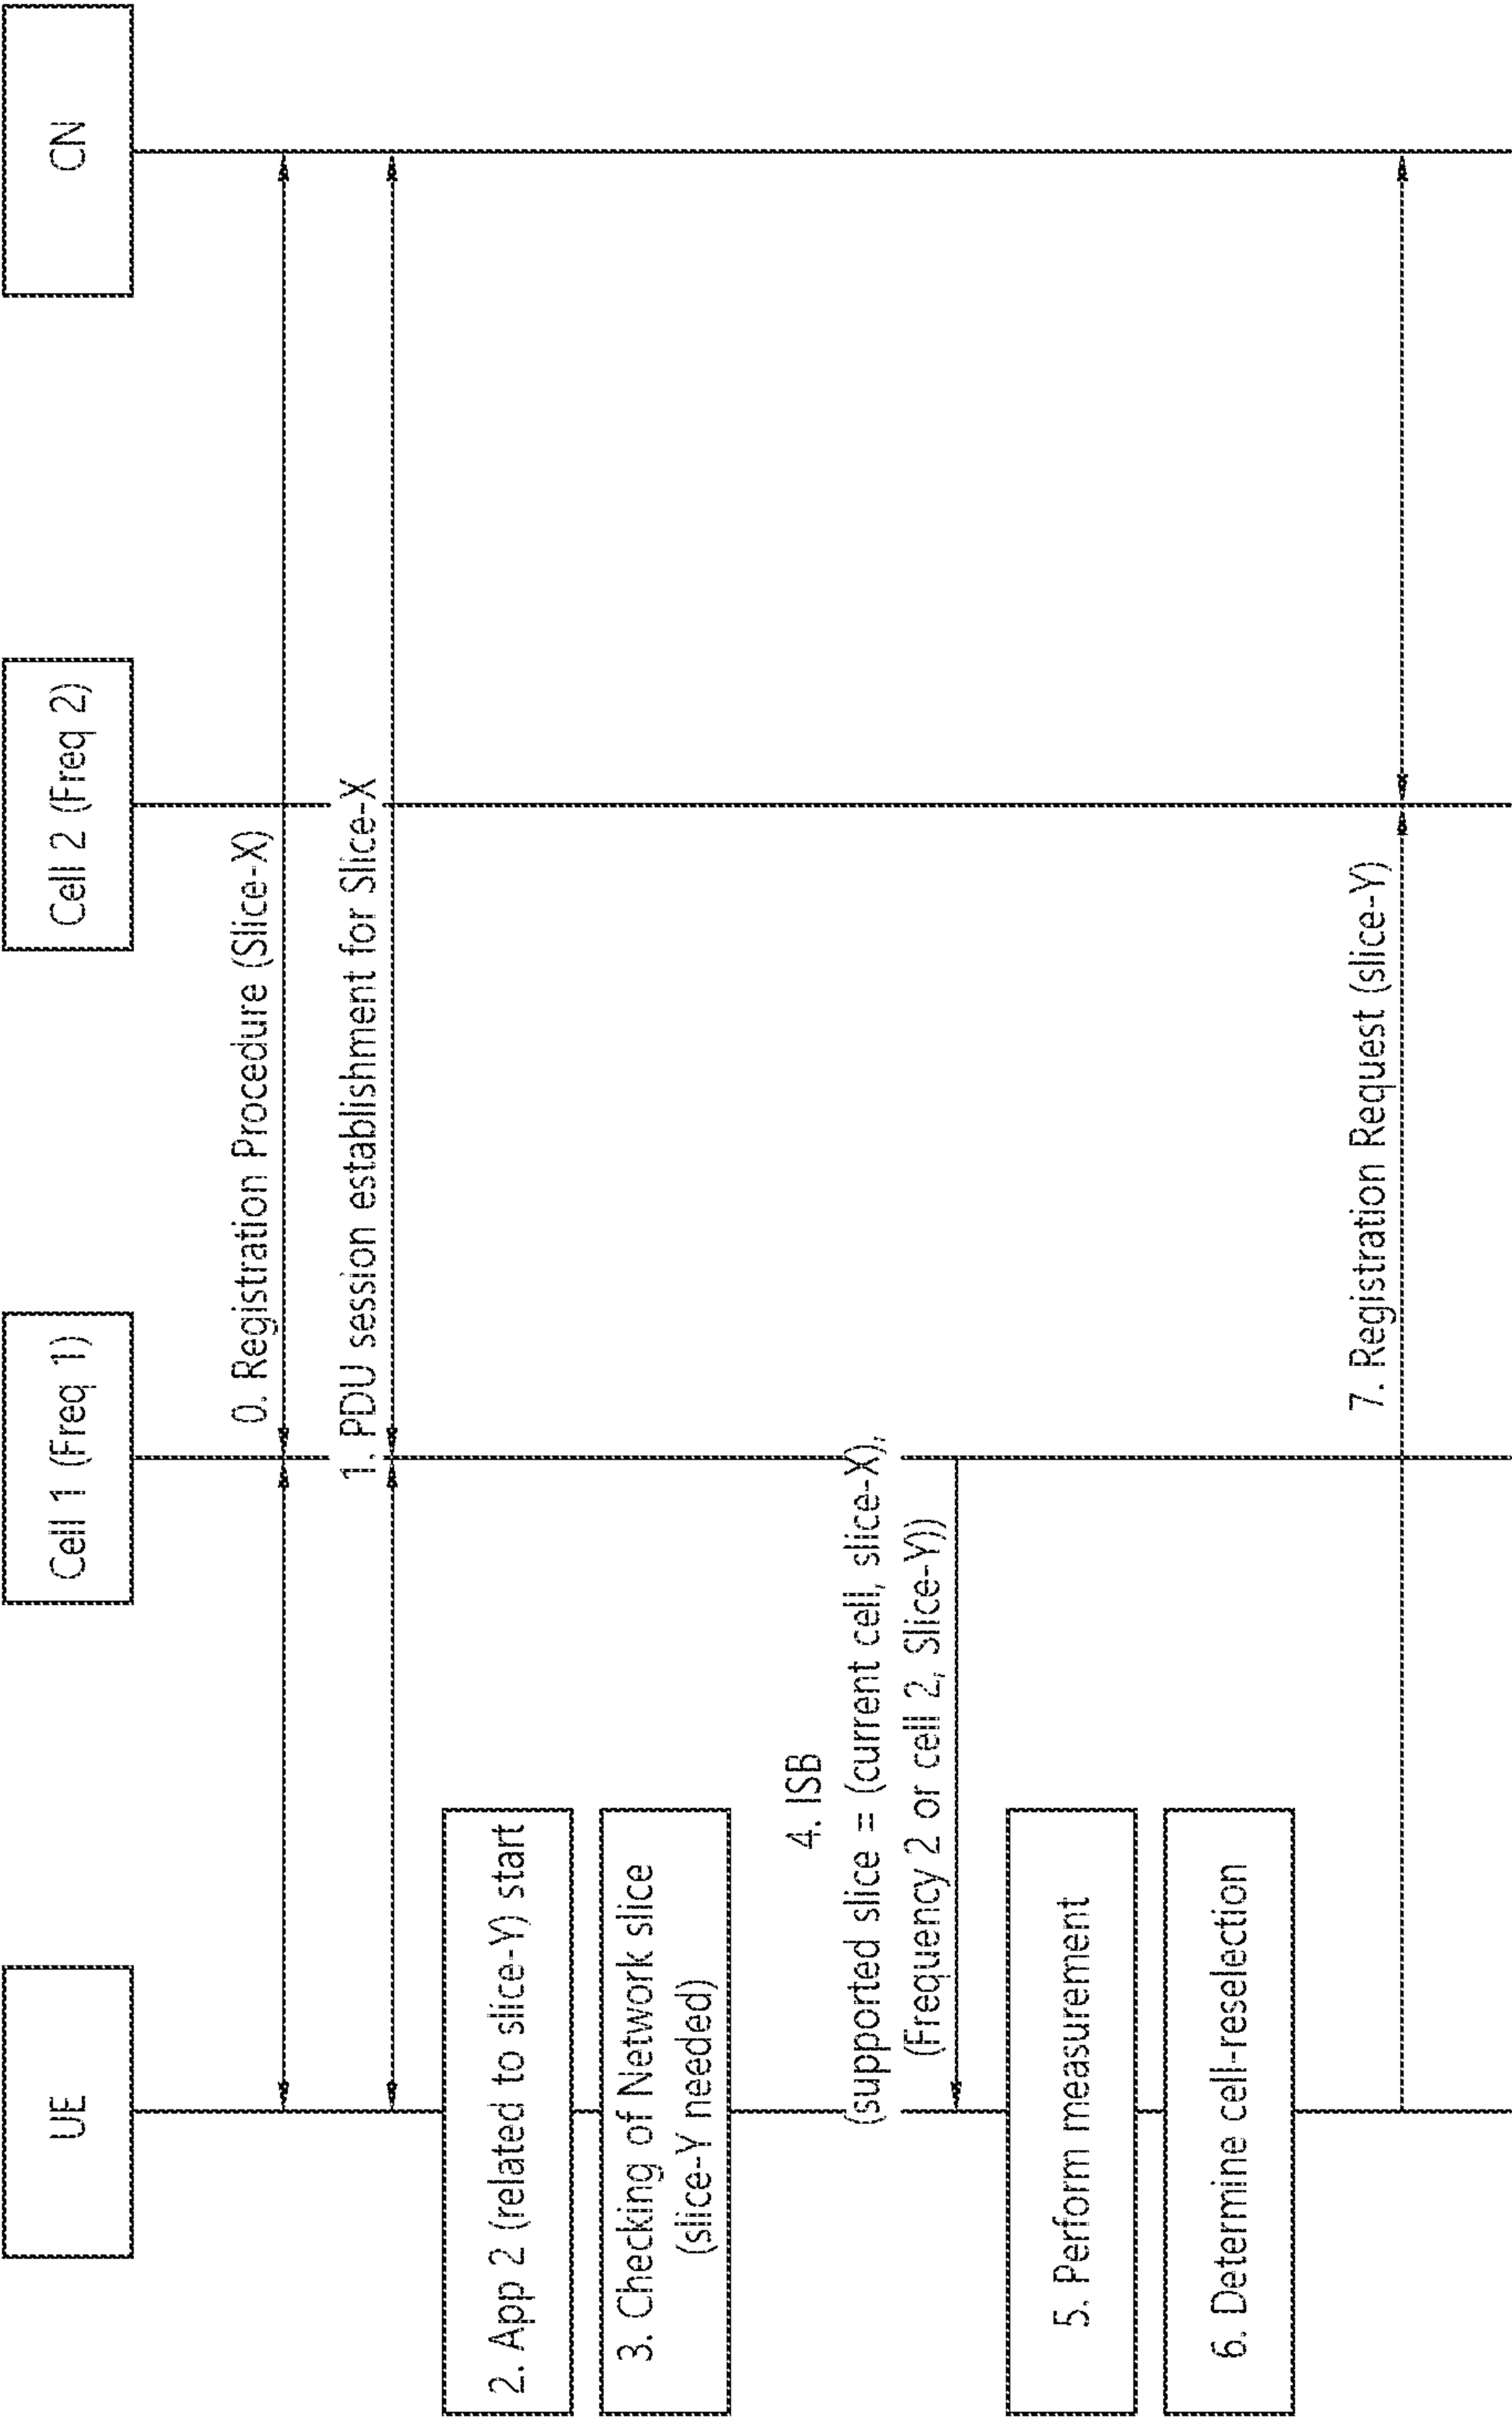 UE
Cell 1 (Freq 1)
Cell 2 (Freq 2)
CN
0. Registration Procedure (Slice-X)
1. PDU session establishment for Slice-X
2. App 2 (related to slice-Y) start
3. Checking of Network slice
(slice-Y needed)
4. ISB
(supported slice = (current cell, slice-X),
(Frequency 2 or cell 2, Slice-Y))
5. Perform measurement
6. Determine cell-reselection
7. Registration Request (slice-Y)